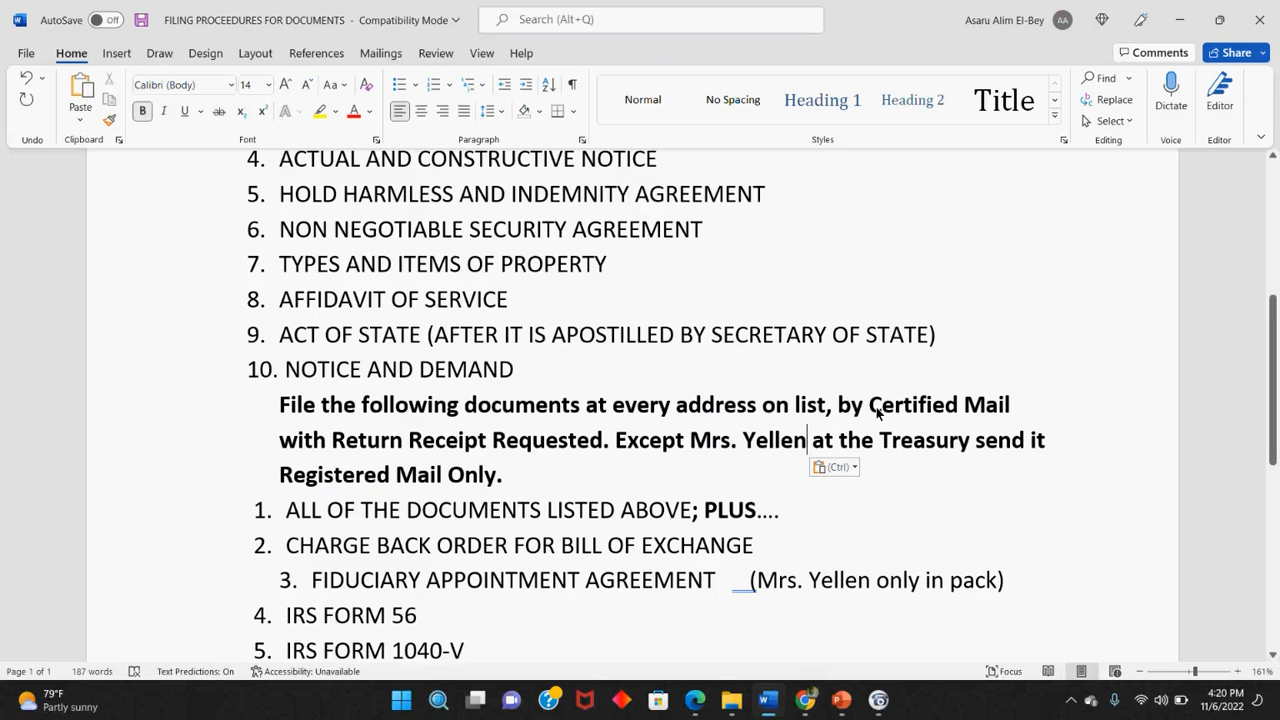 AutoSave Off FILING PROCEEDURES FOR DOCUMENTS - Compatibility Mode Search (Alt+Q) Asaru Alim El-Bey AA
File Home Insert Draw Design Layout References Mailings Review View Help Comments Share
Calibri (Body) 14 Normal No Spacing Heading 1 Heading 2 Title Find
Paste Replace Dictate Editor
Select
Undo Clipboard Font Paragraph Styles Editing Voice Editor
4. ACTUAL AND CONSTRUCTIVE NOTICE
5. HOLD HARMLESS AND INDEMNITY AGREEMENT
6. NON NEGOTIABLE SECURITY AGREEMENT
7. TYPES AND ITEMS OF PROPERTY
8. AFFIDAVIT OF SERVICE
9. ACT OF STATE (AFTER IT IS APOSTILLED BY SECRETARY OF STATE)
10. NOTICE AND DEMAND
File the following documents at every address on list, by Certified Mail
with Return Receipt Requested. Except Mrs. Yellen at the Treasury send it
(Ctrl)
Registered Mail Only.
1. ALL OF THE DOCUMENTS LISTED ABOVE; PLUS....
2. CHARGE BACK ORDER FOR BILL OF EXCHANGE
3. FIDUCIARY APPOINTMENT AGREEMENT __(Mrs. Yellen only in pack)
4. IRS FORM 56
5. IRS FORM 1040-V
Page 1 of 1 187 words Text Predictions: On Accessibility: Unavailable Focus 161%
79°F
Partly sunny
4:20 PM
11/6/2022